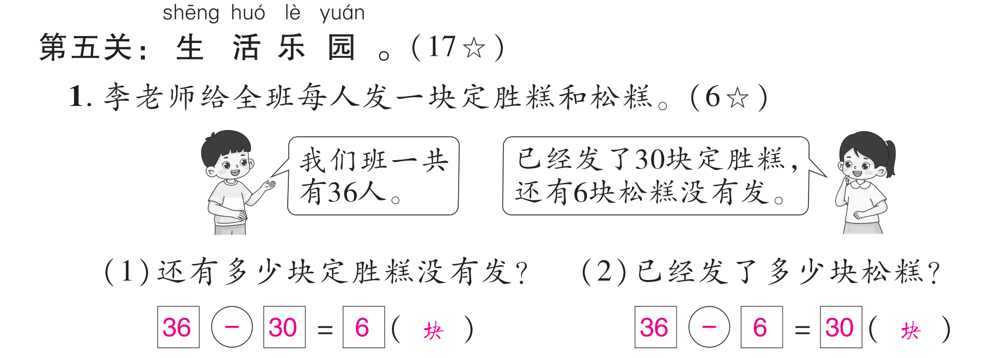 shēng huó lè yuán
第五关：生活乐园。(17☆)
1. 李老师给全班每人发一块定胜糕和松糕。(6☆)
我们班一共
有36人。
已经发了30块定胜糕，
还有6块松糕没有发。
(1)还有多少块定胜糕没有发?
36 − 30 = 6 ( 块 )
(2)已经发了多少块松糕?
36 − 6 = 30 ( 块 )